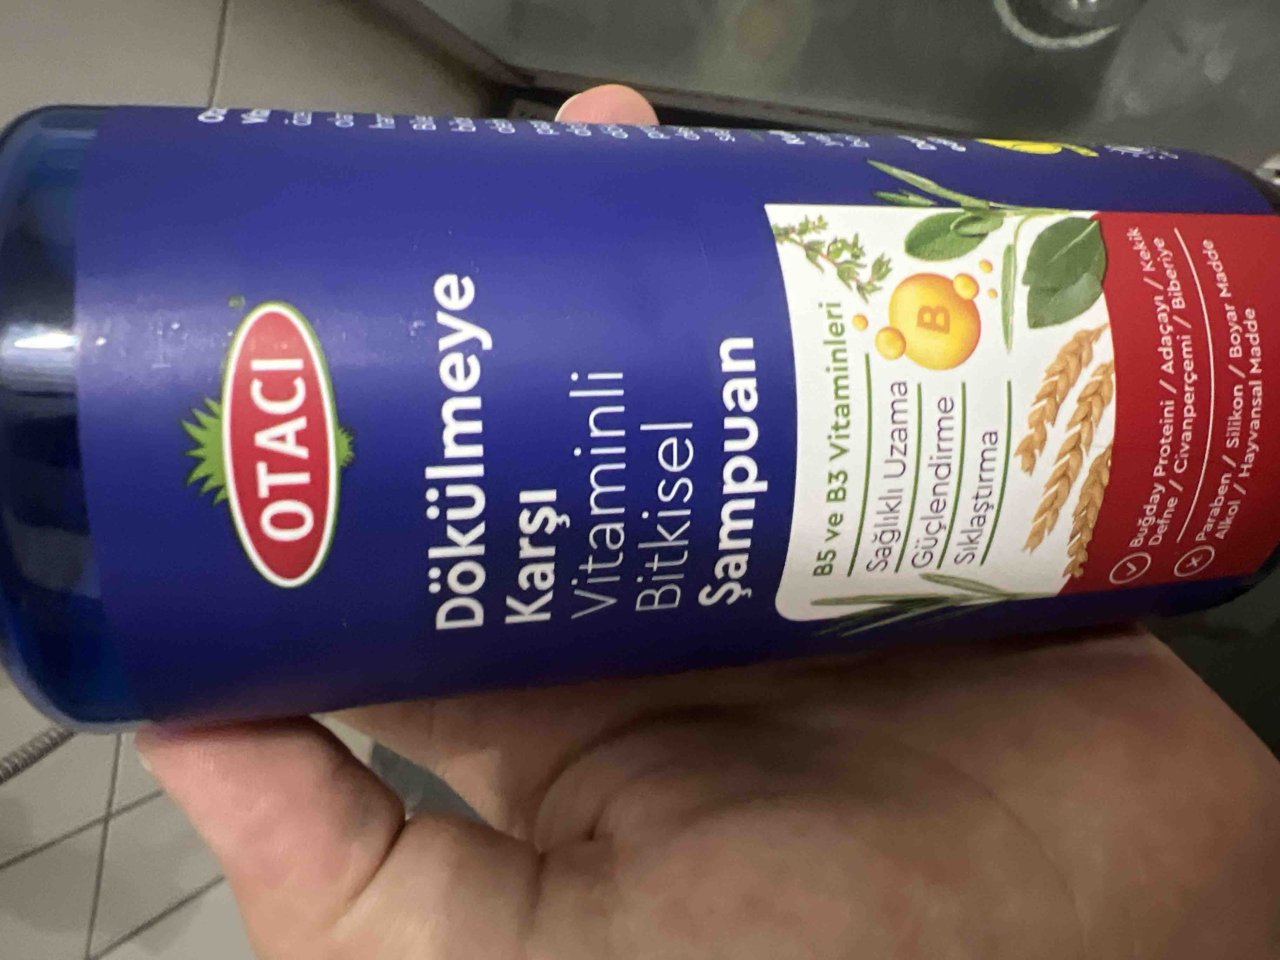 OTACI
Dökülmeye
Karşı
Vitaminli
Bitkisel
Şampuan
B5 ve B3 Vitaminleri
Sağlıklı Uzama
Güçlendirme
Sıklaştırma
B
Buğday Proteini / Adaçayı / Kekik
Defne / Civanperçemi / Biberiye
Paraben / Silikon / Boyar Madde
Alkol / Hayvansal Madde